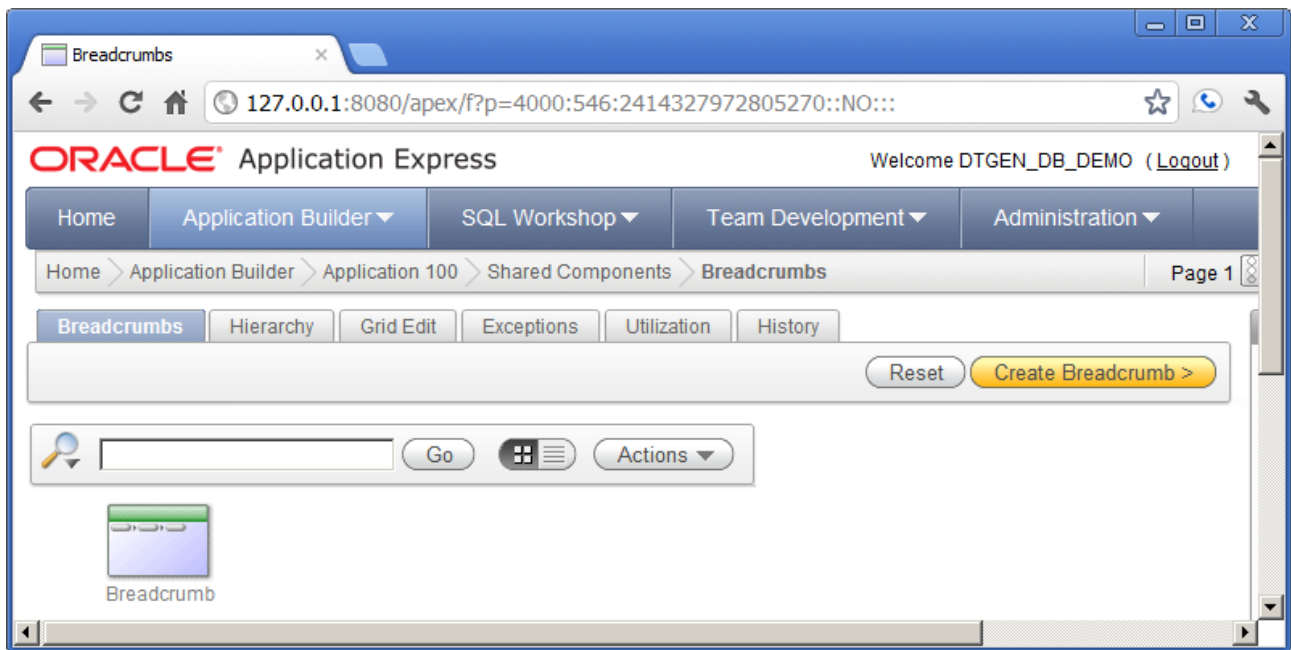 Breadcrumbs
127.0.0.1:8080/apex/f?p=4000:546:2414327972805270::NO:::
ORACLE Application Express Welcome DTGEN_DB_DEMO ( Logout )
Home Application Builder SQL Workshop Team Development Administration
Home Application Builder Application 100 Shared Components Breadcrumbs Page 1
Breadcrumbs Hierarchy Grid Edit Exceptions Utilization History
Reset Create Breadcrumb >
Go Actions
Breadcrumb